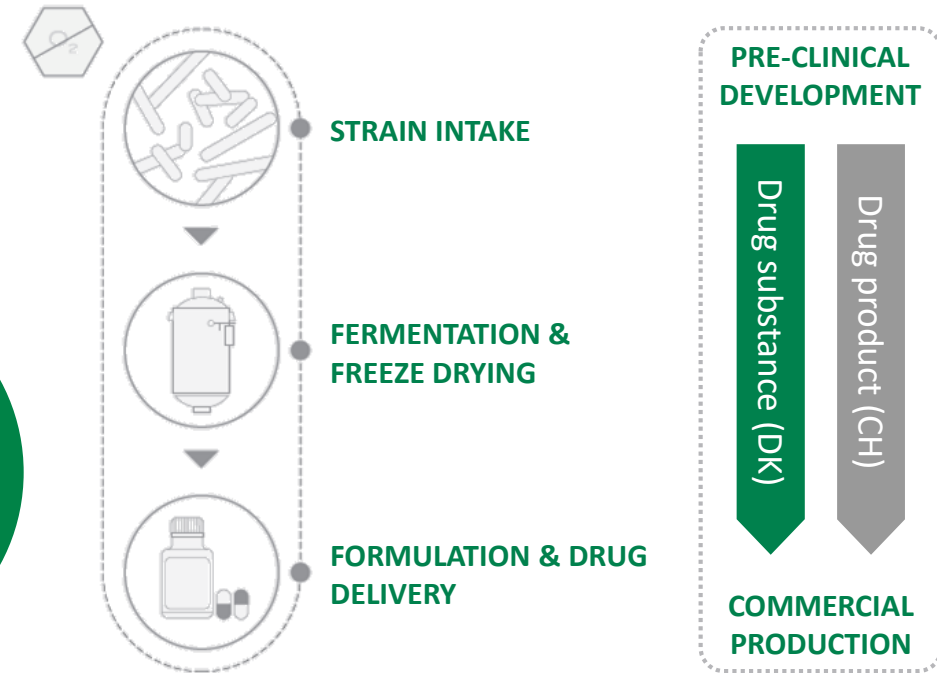 O2
STRAIN INTAKE
FERMENTATION &
FREEZE DRYING
FORMULATION & DRUG
DELIVERY
PRE-CLINICAL
DEVELOPMENT
Drug substance (DK)
Drug product (CH)
COMMERCIAL
PRODUCTION